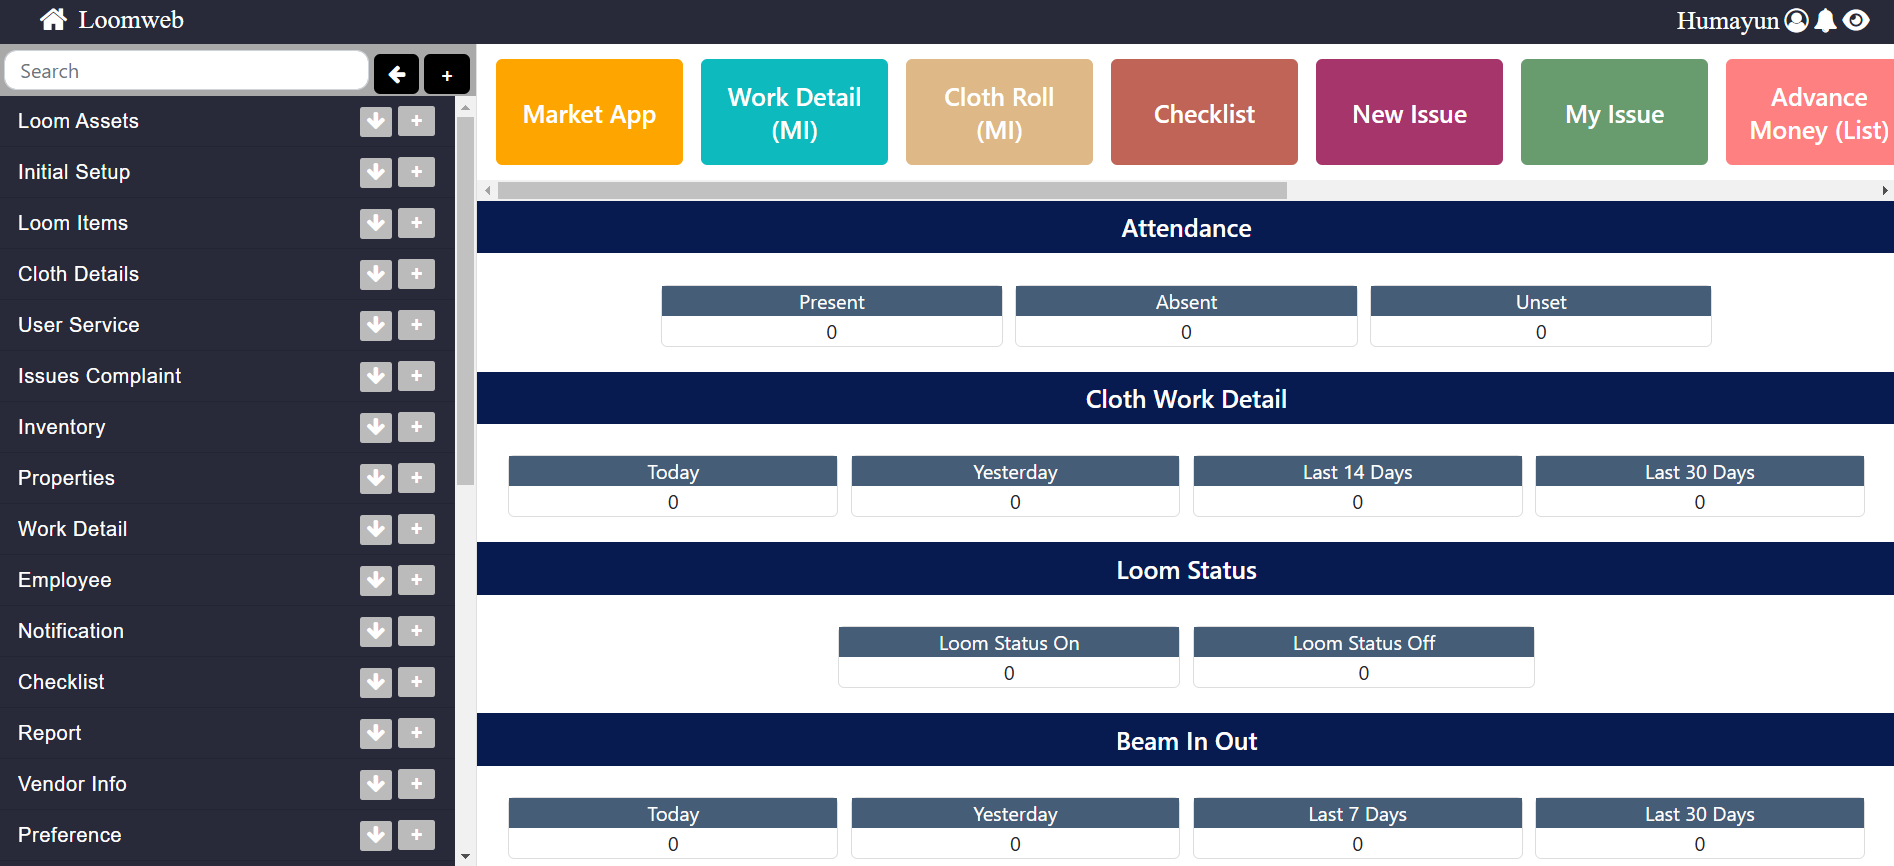 Loomweb
Humayun
Search
+
Loom Assets +
Initial Setup +
Loom Items +
Cloth Details +
User Service +
Issues Complaint +
Inventory +
Properties +
Work Detail +
Employee +
Notification +
Checklist +
Report +
Vendor Info +
Preference +
Market App
Work Detail
(MI)
Cloth Roll
(MI)
Checklist
New Issue
My Issue
Advance
Money (List)
Attendance
Present Absent Unset
0 0 0
Cloth Work Detail
Today Yesterday Last 14 Days Last 30 Days
0 0 0 0
Loom Status
Loom Status On Loom Status Off
0 0
Beam In Out
Today Yesterday Last 7 Days Last 30 Days
0 0 0 0